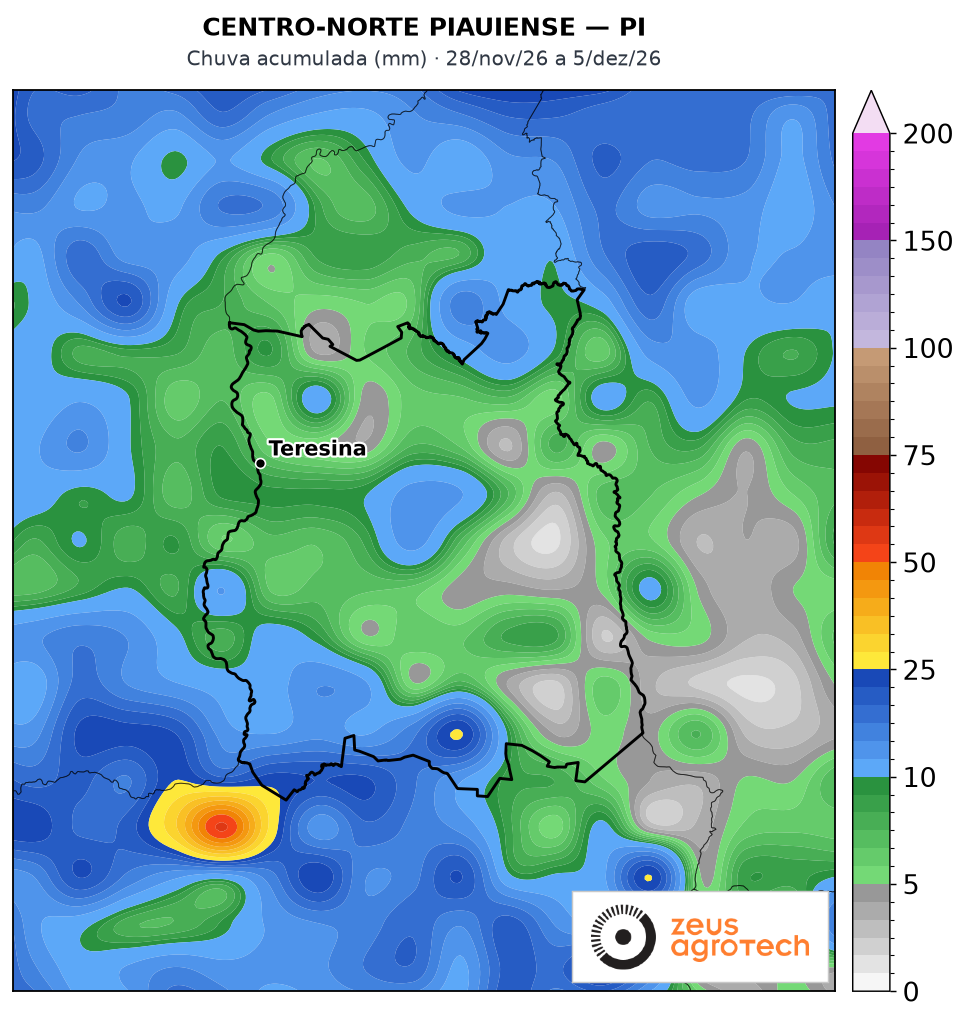 CENTRO-NORTE PIAUIENSE — PI
Chuva acumulada (mm) · 28/nov/26 a 5/dez/26
Teresina
200
150
100
75
50
25
10
5
0
zeus
agrotech